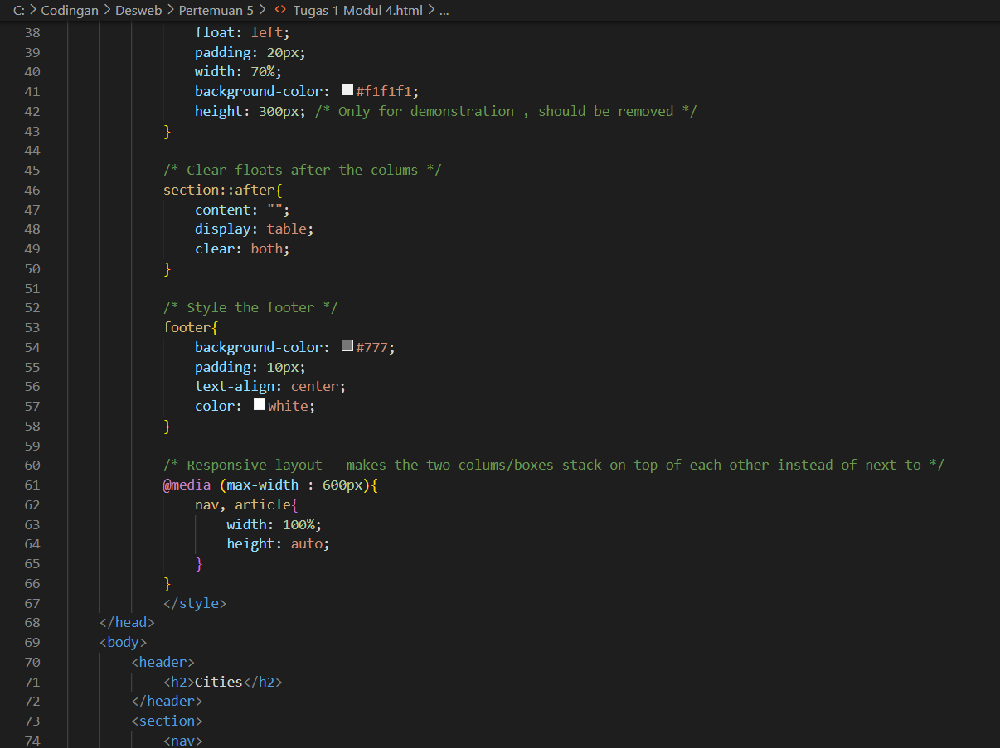 C: > Codingan > Desweb > Pertemuan 5 > <> Tugas 1 Modul 4.html > ...
38 float: left;
39 padding: 20px;
40 width: 70%;
41 background-color: #f1f1f1;
42 height: 300px; /* Only for demonstration , should be removed */
43 }
44
45 /* Clear floats after the colums */
46 section::after{
47 content: "";
48 display: table;
49 clear: both;
50 }
51
52 /* Style the footer */
53 footer{
54 background-color: #777;
55 padding: 10px;
56 text-align: center;
57 color: white;
58 }
59
60 /* Responsive layout - makes the two colums/boxes stack on top of each other instead of next to */
61 @media (max-width : 600px){
62 nav, article{
63 width: 100%;
64 height: auto;
65 }
66 }
67 </style>
68 </head>
69 <body>
70 <header>
71 <h2>Cities</h2>
72 </header>
73 <section>
74 <nav>